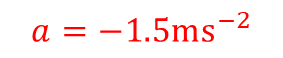 a = −1.5ms⁻²